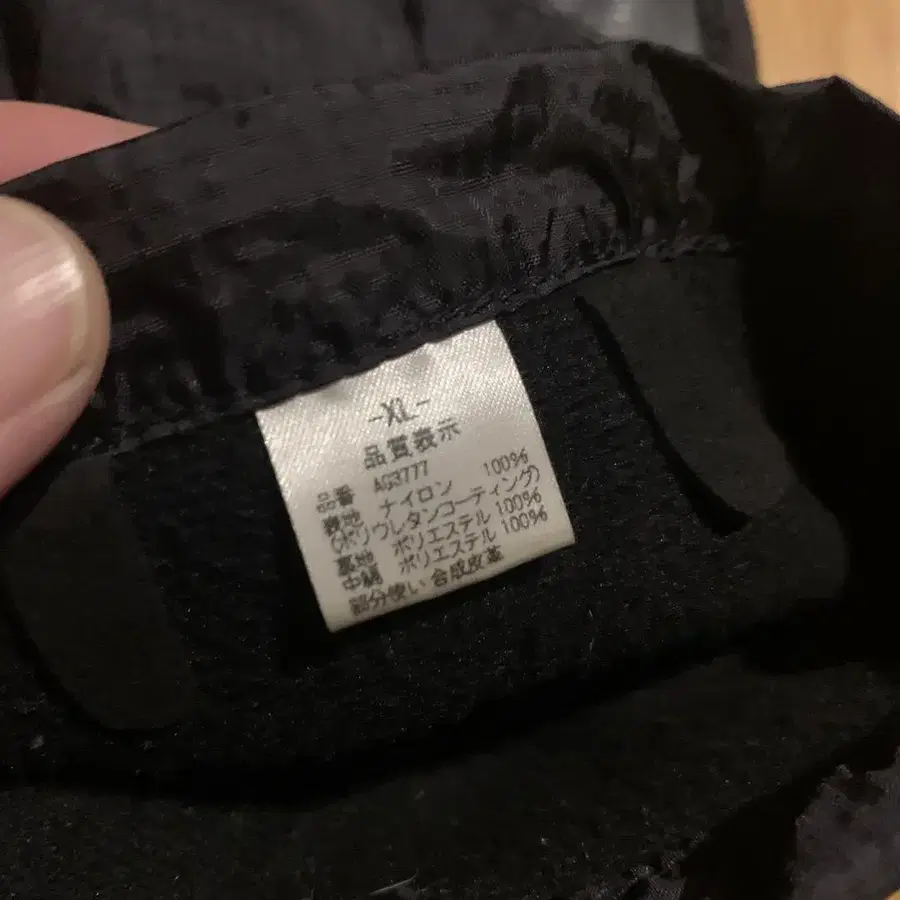 -XL-
品質表示
品番 AG3777
表地 ナイロン 100%
(ポリウレタンコーティング)
裏地 ポリエステル 100%
中綿 ポリエステル 100%
部分使い 合成皮革